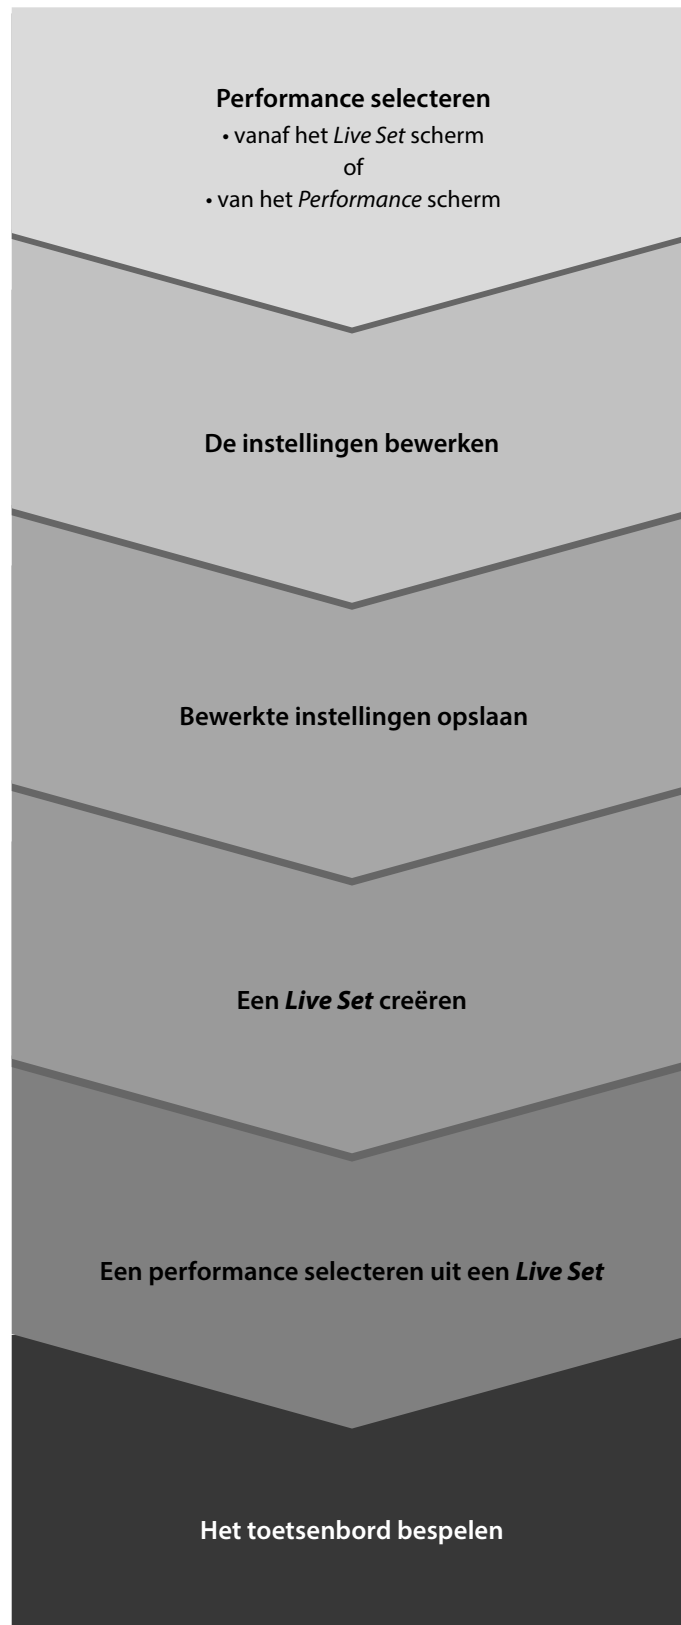 Performance selecteren
• vanaf het Live Set scherm
of
• van het Performance scherm
De instellingen bewerken
Bewerkte instellingen opslaan
Een Live Set creëren
Een performance selecteren uit een Live Set
Het toetsenbord bespelen